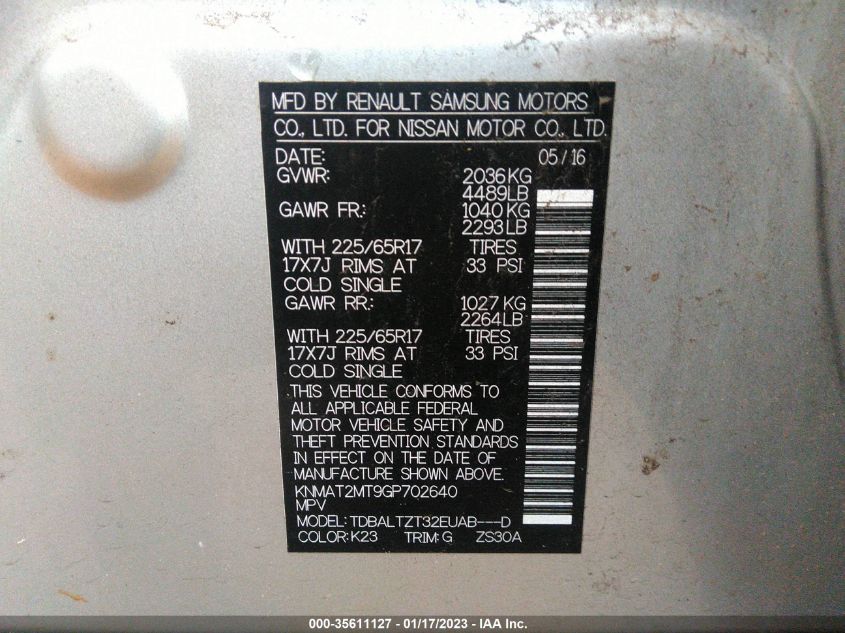 MFD BY RENAULT SAMSUNG MOTORS
CO., LTD. FOR NISSAN MOTOR CO., LTD.
DATE: 05/16
GVWR: 2036KG
4489LB
GAWR FR.: 1040 KG
2293LB
WITH 225/65R17 TIRES
17X7J RIMS AT 33 PSI
COLD SINGLE
GAWR RR.: 1027 KG
2264LB
WITH 225/65R17 TIRES
17X7J RIMS AT 33 PSI
COLD SINGLE
THIS VEHICLE CONFORMS TO
ALL APPLICABLE FEDERAL
MOTOR VEHICLE SAFETY AND
THEFT PREVENTION STANDARDS
IN EFFECT ON THE DATE OF
MANUFACTURE SHOWN ABOVE.
KNMAT2MT9GP702640
MPV
MODEL: TDBALTZT32EUAB---D
COLOR: K23 TRIM: G ZS30A
000-35611127 - 01/17/2023 - IAA Inc.